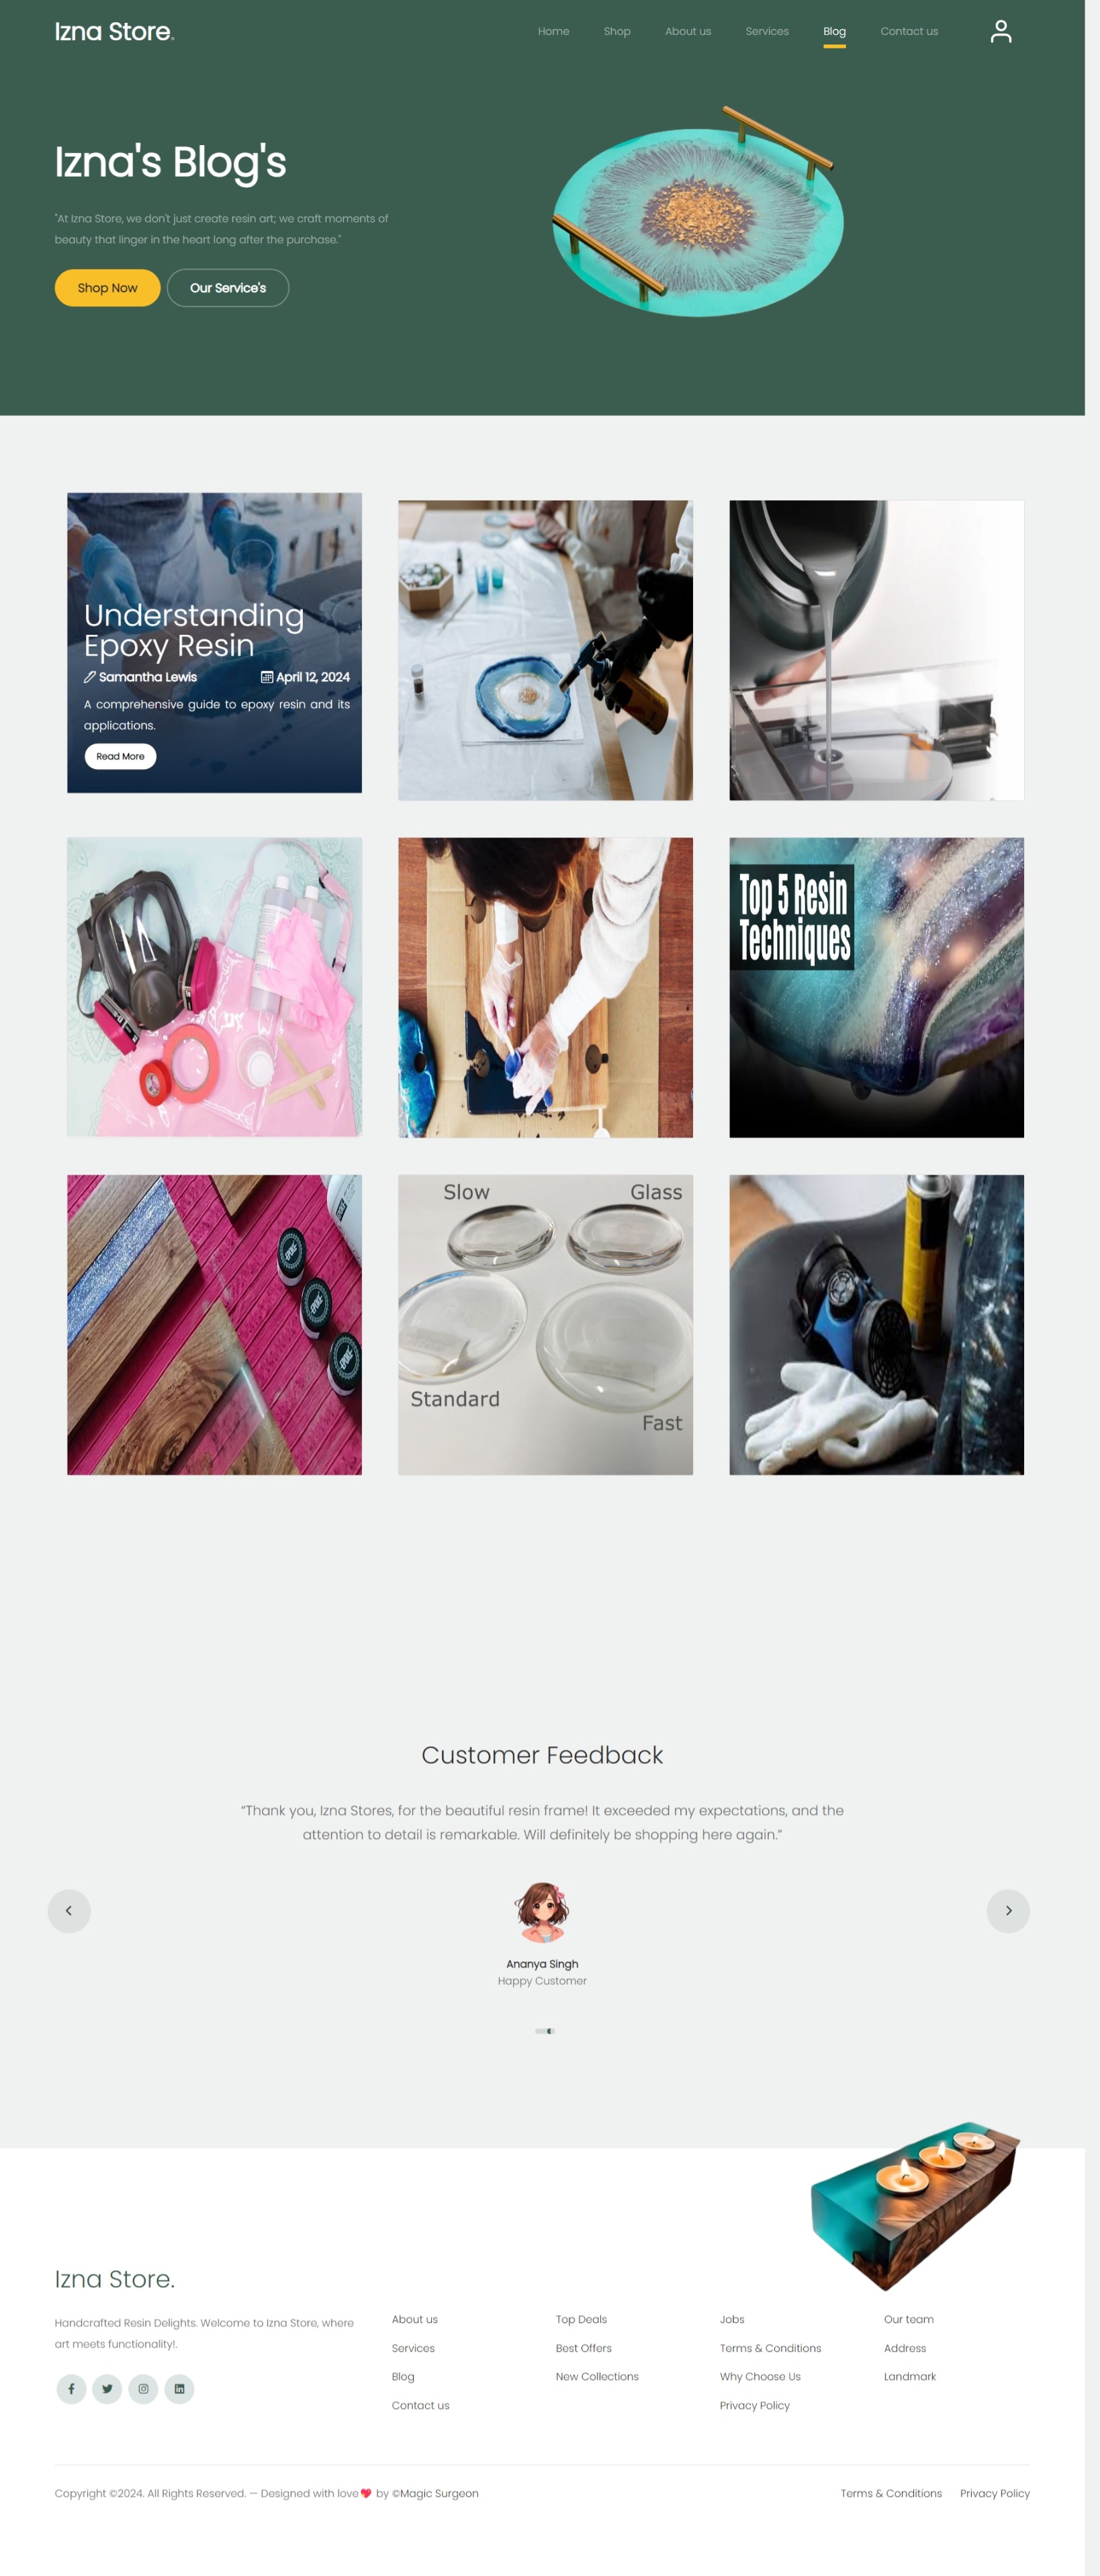 Izna Store.
Home Shop About us Services Blog Contact us
Izna's Blog's
"At Izna Store, we don't just create resin art; we craft moments of
beauty that linger in the heart long after the purchase."
Shop Now Our Service's
Understanding
Epoxy Resin
Samantha Lewis April 12, 2024
A comprehensive guide to epoxy resin and its
applications.
Read More
Top 5 Resin
Techniques
Slow Glass
Standard
Fast
Customer Feedback
“Thank you, Izna Stores, for the beautiful resin frame! It exceeded my expectations, and the
attention to detail is remarkable. Will definitely be shopping here again.”
Ananya Singh
Happy Customer
Izna Store.
Handcrafted Resin Delights. Welcome to Izna Store, where
art meets functionality!.
About us
Services
Blog
Contact us
Top Deals
Best Offers
New Collections
Jobs
Terms & Conditions
Why Choose Us
Privacy Policy
Our team
Address
Landmark
Copyright ©2024. All Rights Reserved. — Designed with love💖 by ©Magic Surgeon
Terms & Conditions Privacy Policy